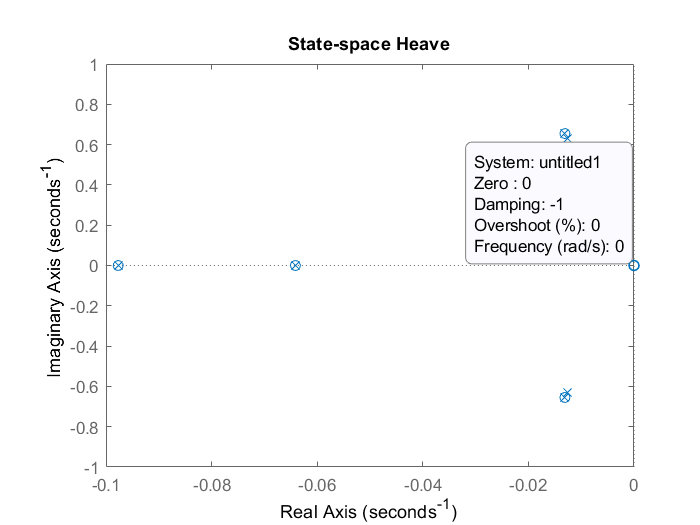 State-space Heave
1
0.8
0.6
0.4
0.2
0
-0.2
-0.4
-0.6
-0.8
-1
Imaginary Axis (seconds-1)
System: untitled1
Zero : 0
Damping: -1
Overshoot (%): 0
Frequency (rad/s): 0
-0.1 -0.08 -0.06 -0.04 -0.02 0
Real Axis (seconds-1)